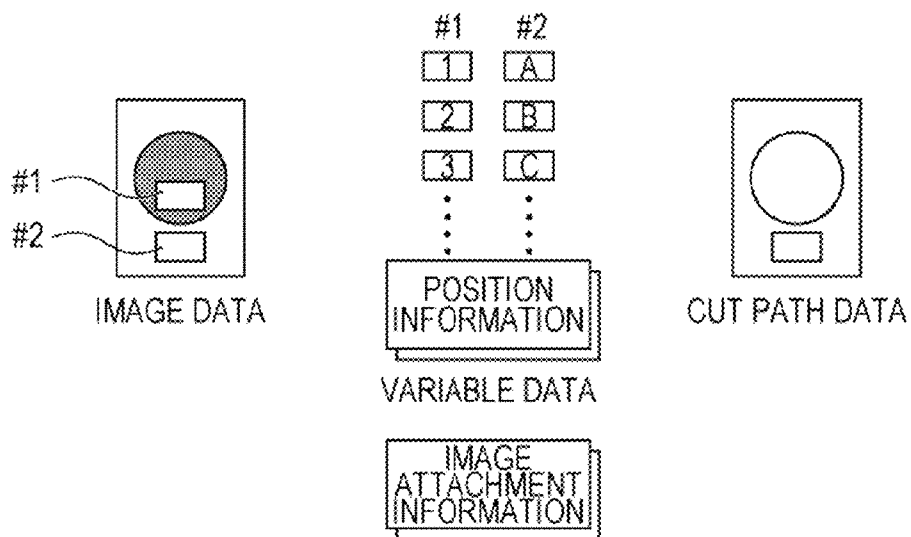 #1 #2
1 A
2 B
3 C
#1
#2
IMAGE DATA
POSITION
INFORMATION
VARIABLE DATA
CUT PATH DATA
IMAGE
ATTACHMENT
INFORMATION